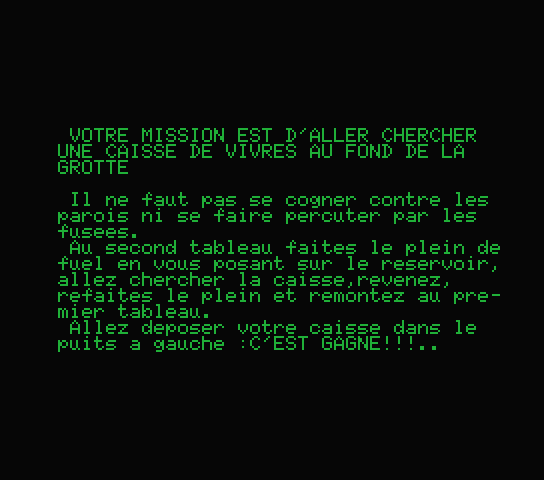 VOTRE MISSION EST D'ALLER CHERCHER
UNE CAISSE DE VIVRES AU FOND DE LA
GROTTE
Il ne faut pas se cogner contre les
parois ni se faire percuter par les
fusees.
Au second tableau faites le plein de
fuel en vous posant sur le reservoir,
allez chercher la caisse,revenez,
refaites le plein et remontez au pre-
mier tableau.
Allez deposer votre caisse dans le
puits a gauche :C'EST GAGNE!!!..